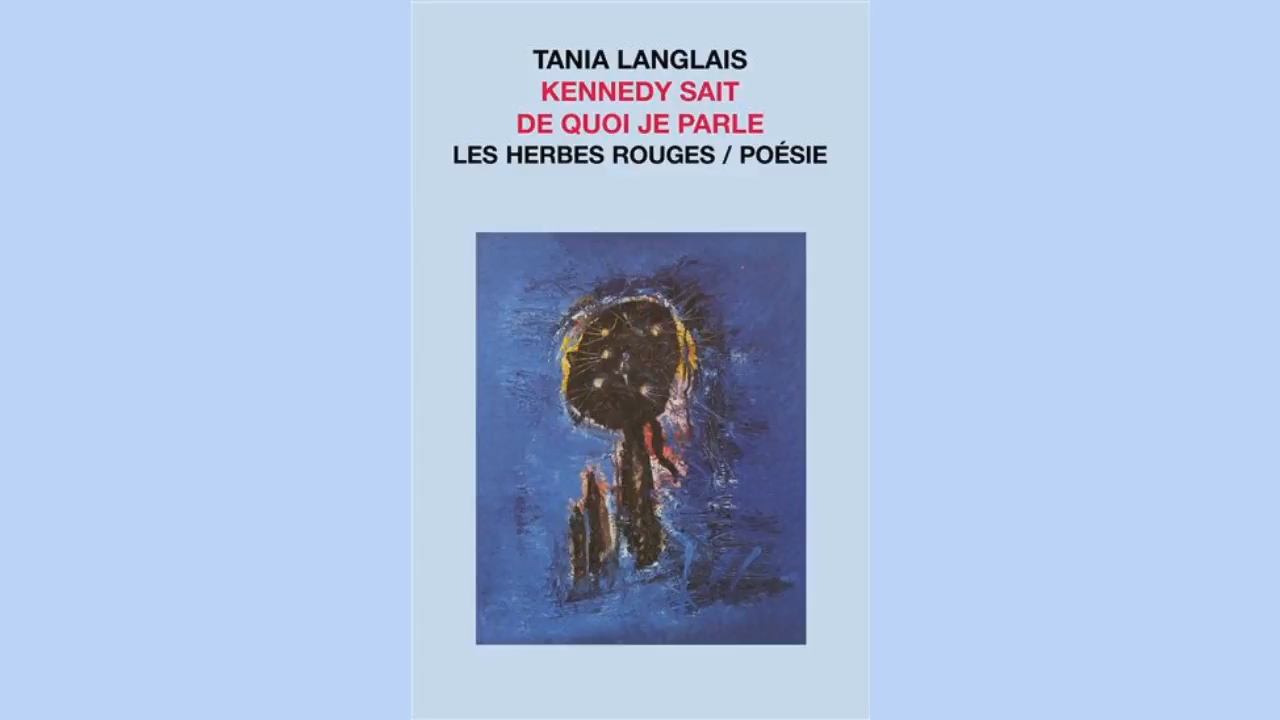 TANIA LANGLAIS
KENNEDY SAIT
DE QUOI JE PARLE
LES HERBES ROUGES / POÉSIE